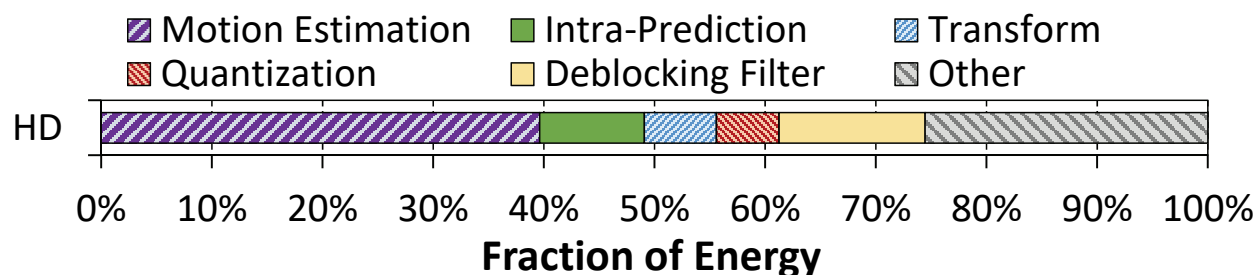 Motion Estimation Intra-Prediction Transform
Quantization Deblocking Filter Other
HD
0% 10% 20% 30% 40% 50% 60% 70% 80% 90% 100%
Fraction of Energy